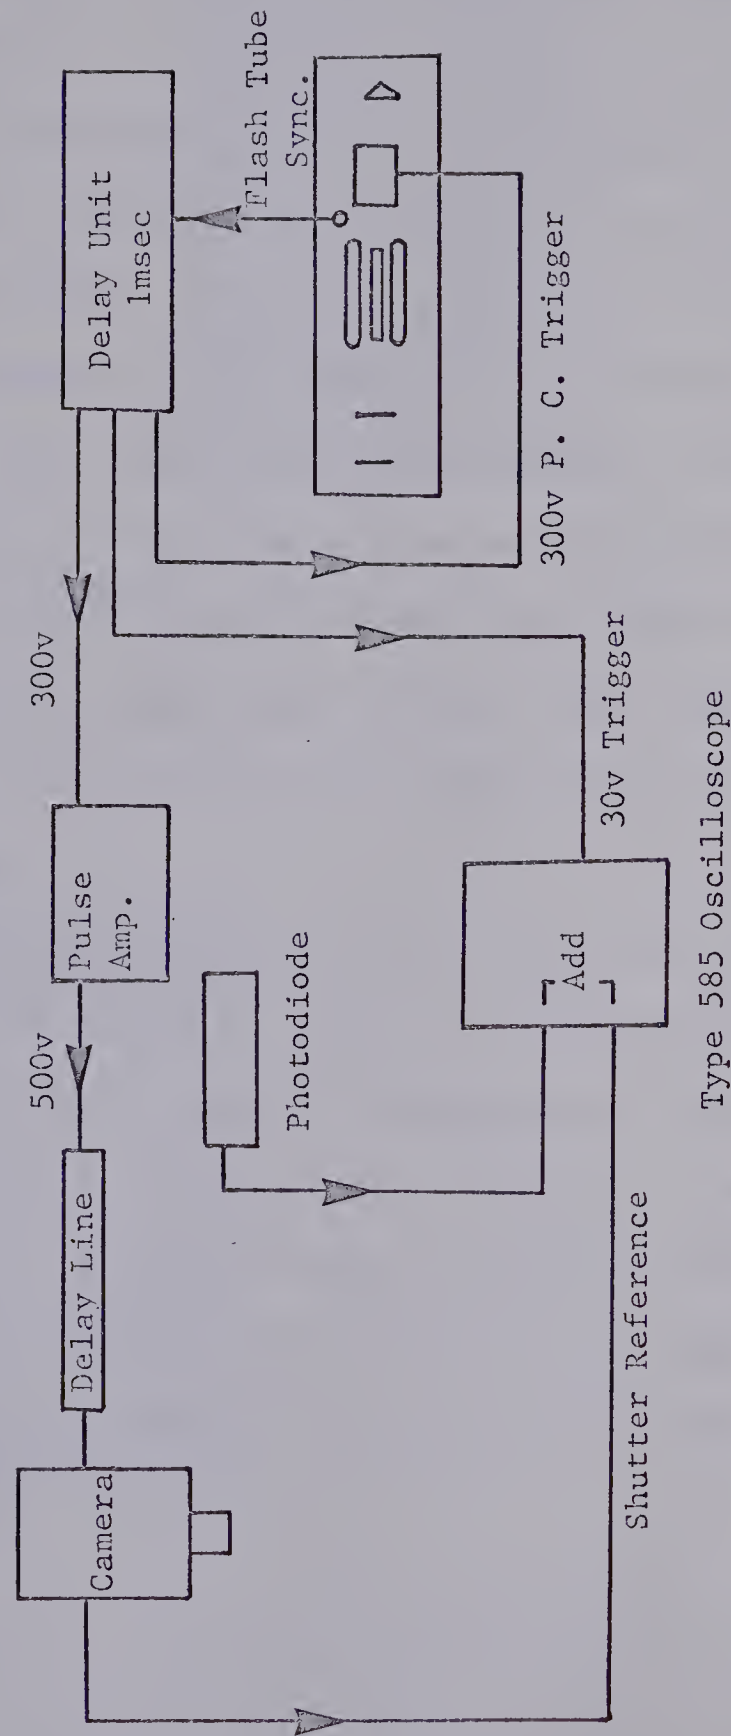 Camera
Delay Line
500v
Pulse
Amp.
300v
Delay Unit
1msec
Photodiode
Flash Tube
Sync.
Add
30v Trigger
300v P. C. Trigger
Shutter Reference
Type 585 Oscilloscope